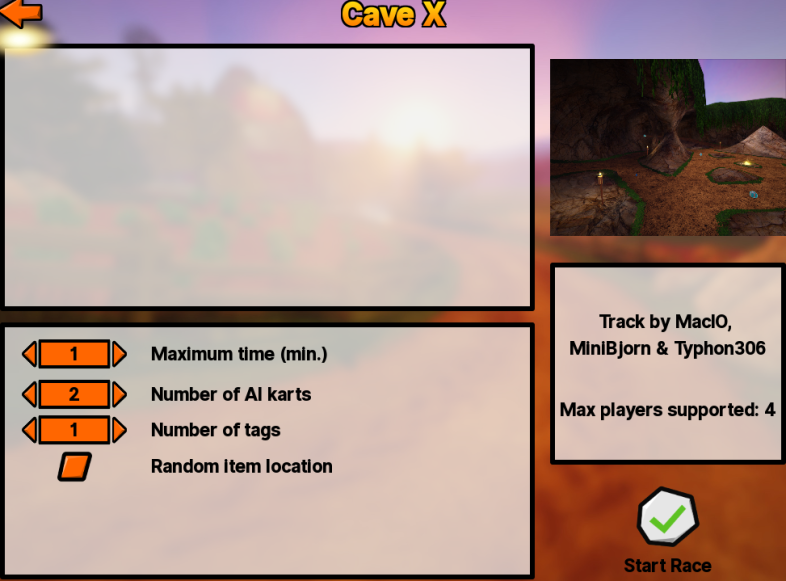 Cave X
Track by MacIO,
MiniBjorn & Typhon306
Max players supported: 4
1 Maximum time (min.)
2 Number of AI karts
1 Number of tags
Random item location
Start Race